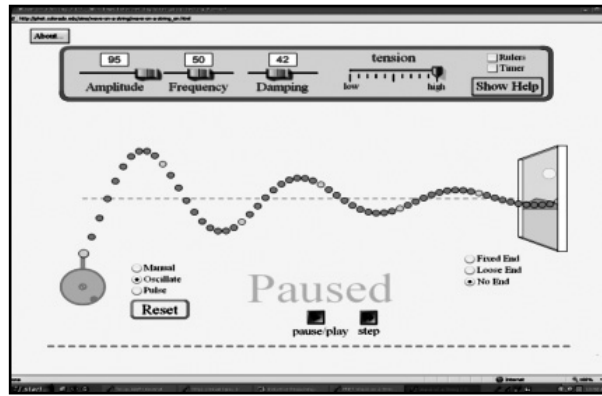 About...
95 50 42
Amplitude Frequency Damping
tension
low high
Rulers
Timer
Show Help
Manual
Oscillate
Pulse
Reset
Fixed End
Loose End
No End
Paused
pause/play step
Internet